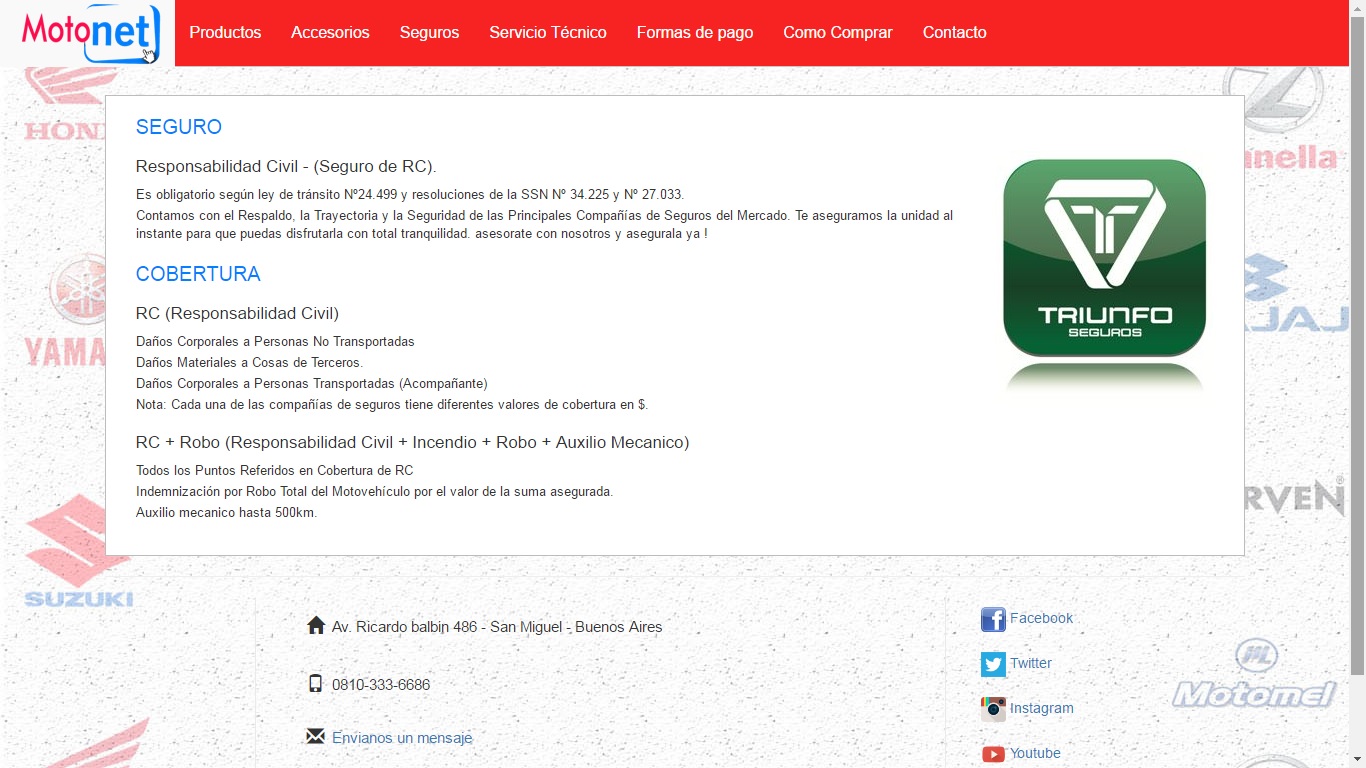 Motonet
Productos
Accesorios
Seguros
Servicio Técnico
Formas de pago
Como Comprar
Contacto
HON
anella
SEGURO
Responsabilidad Civil - (Seguro de RC).
Es obligatorio según ley de tránsito Nº24.499 y resoluciones de la SSN Nº 34.225 y Nº 27.033.
Contamos con el Respaldo, la Trayectoria y la Seguridad de las Principales Compañías de Seguros del Mercado. Te aseguramos la unidad al
instante para que puedas disfrutarla con total tranquilidad. asesorate con nosotros y asegurala ya !
TRIUNFO
SEGUROS
COBERTURA
RC (Responsabilidad Civil)
Daños Corporales a Personas No Transportadas
Daños Materiales a Cosas de Terceros.
Daños Corporales a Personas Transportadas (Acompañante)
Nota: Cada una de las compañías de seguros tiene diferentes valores de cobertura en $.
YAMA
AJAJ
RC + Robo (Responsabilidad Civil + Incendio + Robo + Auxilio Mecanico)
Todos los Puntos Referidos en Cobertura de RC
Indemnización por Robo Total del Motovehículo por el valor de la suma asegurada.
Auxilio mecanico hasta 500km.
RVEN®
SUZUKI
Av. Ricardo balbin 486 - San Miguel - Buenos Aires
0810-333-6686
Envianos un mensaje
Facebook
Twitter
Instagram
Youtube
Motomel